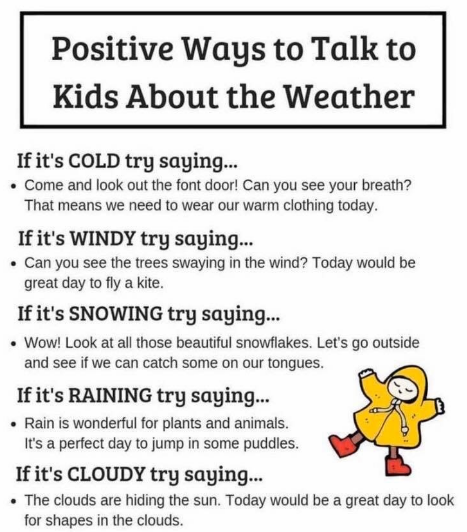 Positive Ways to Talk to
Kids About the Weather
If it's COLD try saying...
• Come and look out the font door! Can you see your breath?
That means we need to wear our warm clothing today.
If it's WINDY try saying...
• Can you see the trees swaying in the wind? Today would be
great day to fly a kite.
If it's SNOWING try saying...
• Wow! Look at all those beautiful snowflakes. Let's go outside
and see if we can catch some on our tongues.
If it's RAINING try saying...
• Rain is wonderful for plants and animals.
It's a perfect day to jump in some puddles.
If it's CLOUDY try saying...
• The clouds are hiding the sun. Today would be a great day to look
for shapes in the clouds.